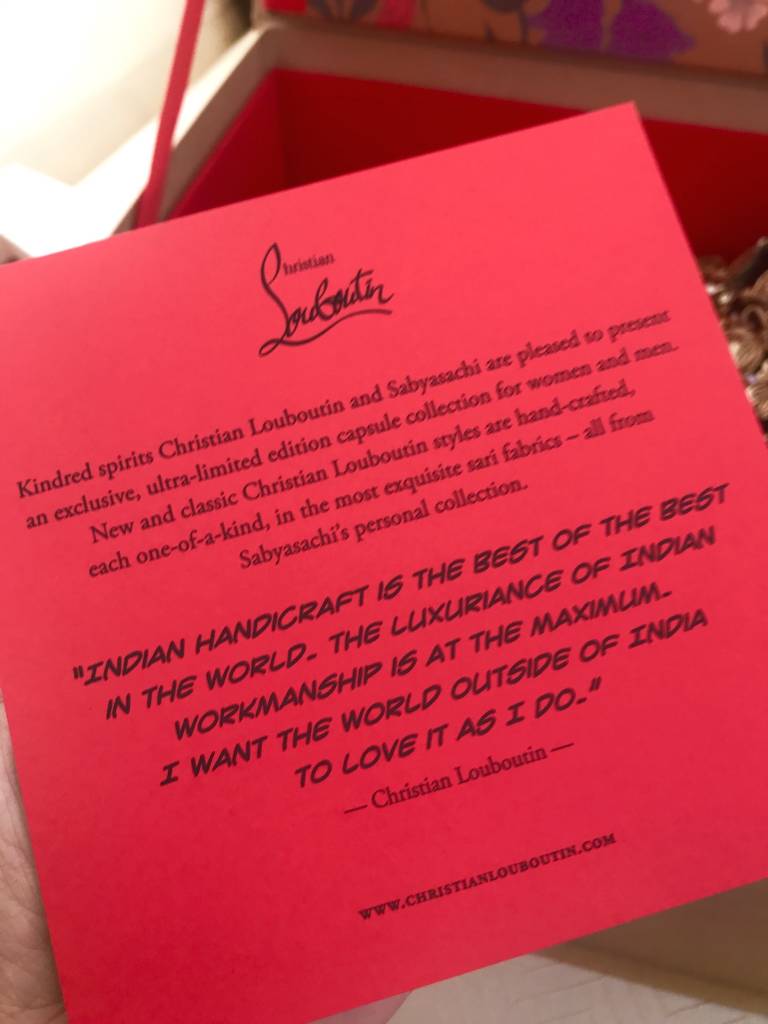 Christian
Louboutin
Kindred spirits Christian Louboutin and Sabyasachi are pleased to present
an exclusive, ultra-limited edition capsule collection for women and men.
New and classic Christian Louboutin styles are hand-crafted,
each one-of-a-kind, in the most exquisite sari fabrics – all from
Sabyasachi's personal collection.
"INDIAN HANDICRAFT IS THE BEST OF THE BEST
IN THE WORLD. THE LUXURIANCE OF INDIAN
WORKMANSHIP IS AT THE MAXIMUM.
I WANT THE WORLD OUTSIDE OF INDIA
TO LOVE IT AS I DO."
— Christian Louboutin —
WWW.CHRISTIANLOUBOUTIN.COM